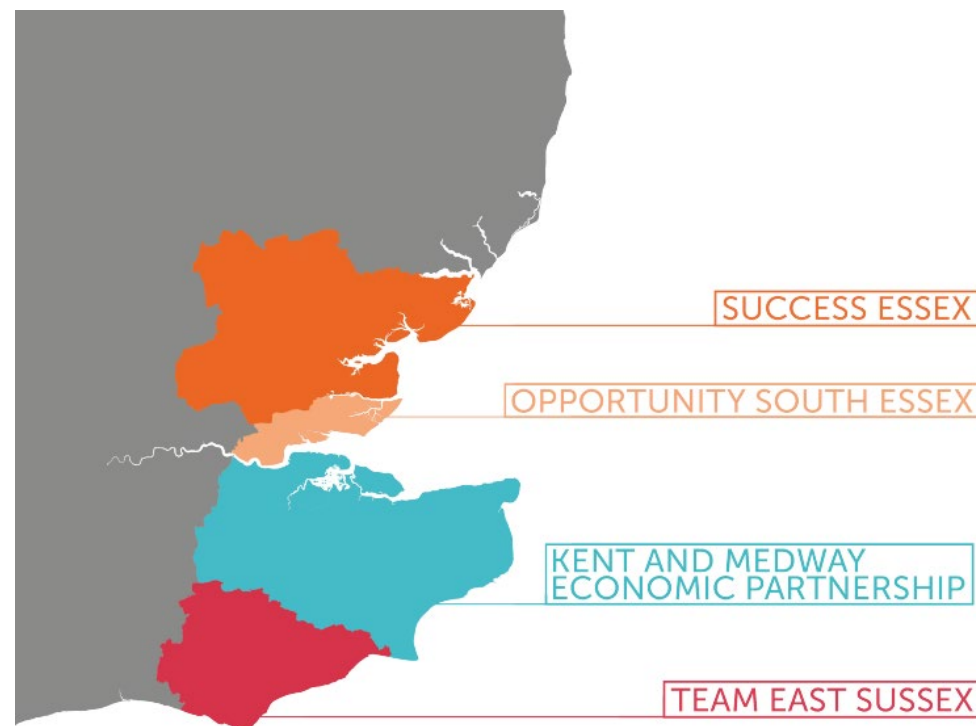 SUCCESS ESSEX
OPPORTUNITY SOUTH ESSEX
KENT AND MEDWAY
ECONOMIC PARTNERSHIP
TEAM EAST SUSSEX